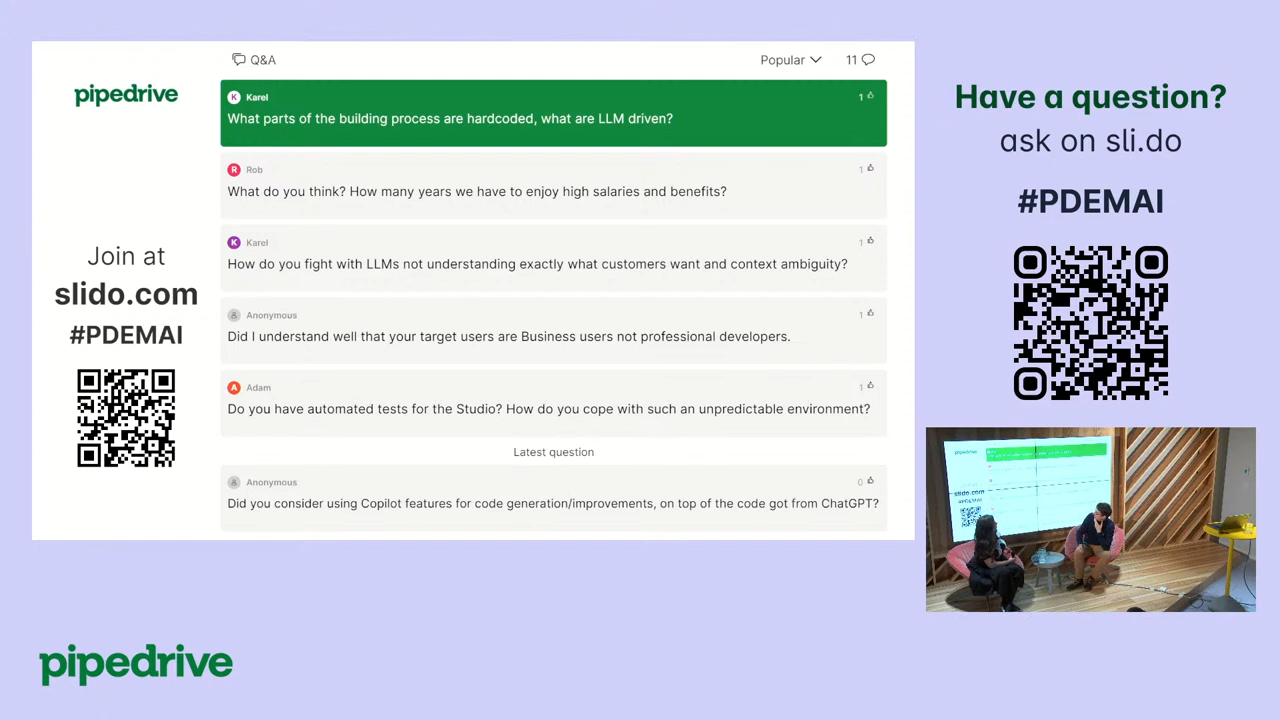 Q&A
Popular
11
pipedrive
K
Karel
1
What parts of the building process are hardcoded, what are LLM driven?
R
Rob
1
What do you think? How many years we have to enjoy high salaries and benefits?
K
Karel
1
How do you fight with LLMs not understanding exactly what customers want and context ambiguity?
Anonymous
1
Did I understand well that your target users are Business users not professional developers.
A
Adam
1
Do you have automated tests for the Studio? How do you cope with such an unpredictable environment?
Latest question
Anonymous
0
Did you consider using Copilot features for code generation/improvements, on top of the code got from ChatGPT?
Join at
slido.com
#PDEMAI
Have a question?
ask on sli.do
#PDEMAI
pipedrive
slido.com
#PDEMAI
pipedrive